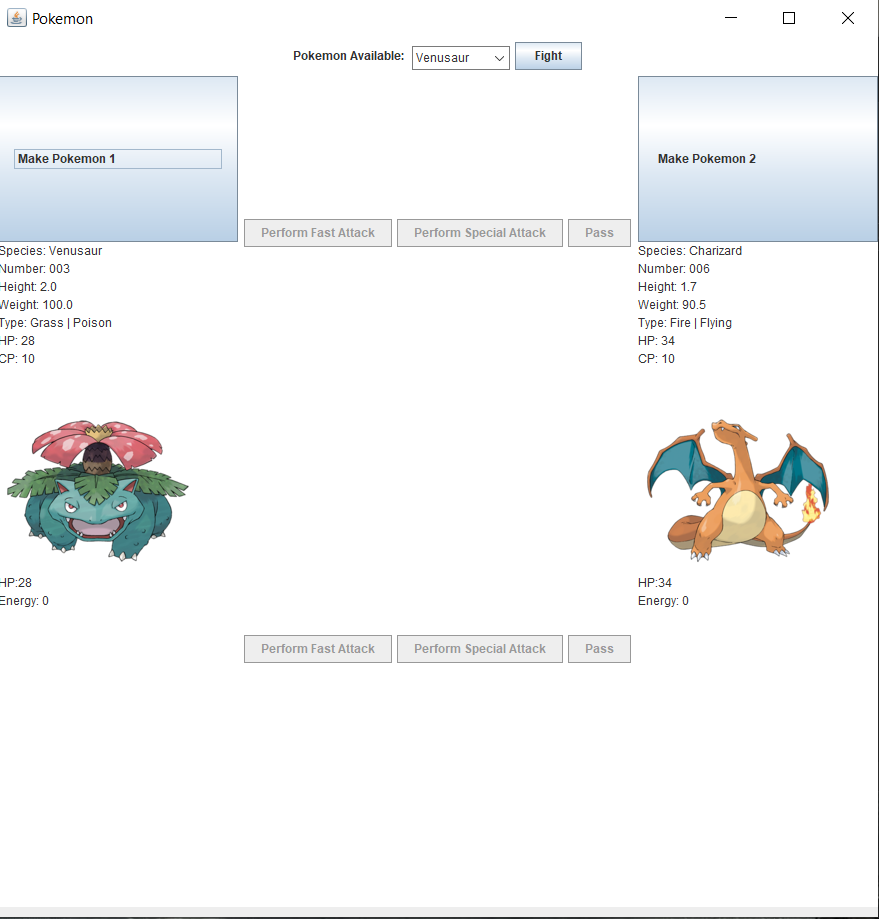 Pokemon
Pokemon Available: Venusaur Fight
Make Pokemon 1
Make Pokemon 2
Perform Fast Attack Perform Special Attack Pass
Species: Venusaur
Number: 003
Height: 2.0
Weight: 100.0
Type: Grass | Poison
HP: 28
CP: 10
Species: Charizard
Number: 006
Height: 1.7
Weight: 90.5
Type: Fire | Flying
HP: 34
CP: 10
HP:28
Energy: 0
HP:34
Energy: 0
Perform Fast Attack Perform Special Attack Pass